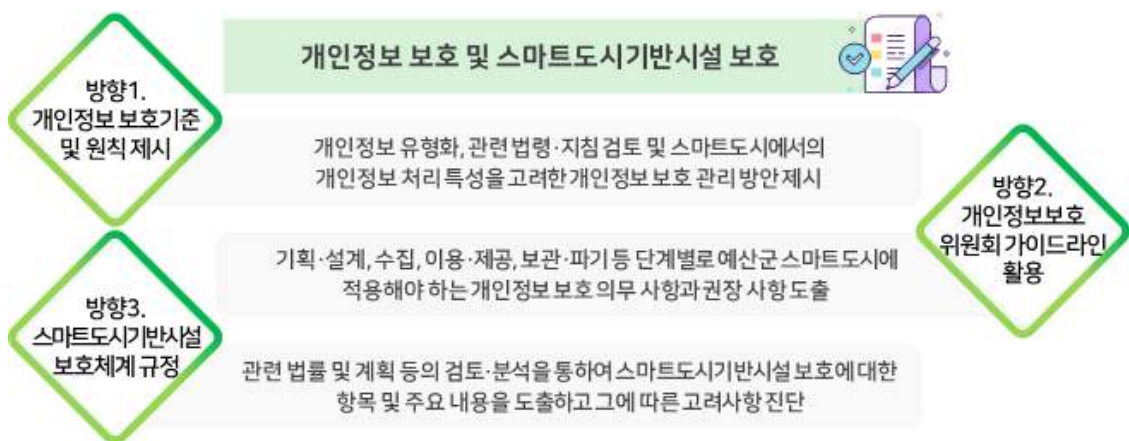 개인정보 보호 및 스마트도시기반시설 보호
방향1.
개인정보 보호기준
및 원칙 제시
개인정보 유형화, 관련 법령·지침 검토 및 스마트도시에서의
개인정보 처리 특성을 고려한 개인정보 보호 관리 방안 제시
방향2.
개인정보보호
위원회 가이드라인
활용
기획·설계, 수집, 이용·제공, 보관·파기 등 단계별로 예산군 스마트도시에
적용해야 하는 개인정보 보호 의무 사항과 권장 사항 도출
방향3.
스마트도시기반시설
보호체계 규정
관련 법률 및 계획 등의 검토·분석을 통하여 스마트도시기반시설 보호에 대한
항목 및 주요 내용을 도출하고 그에 따른 고려사항 진단